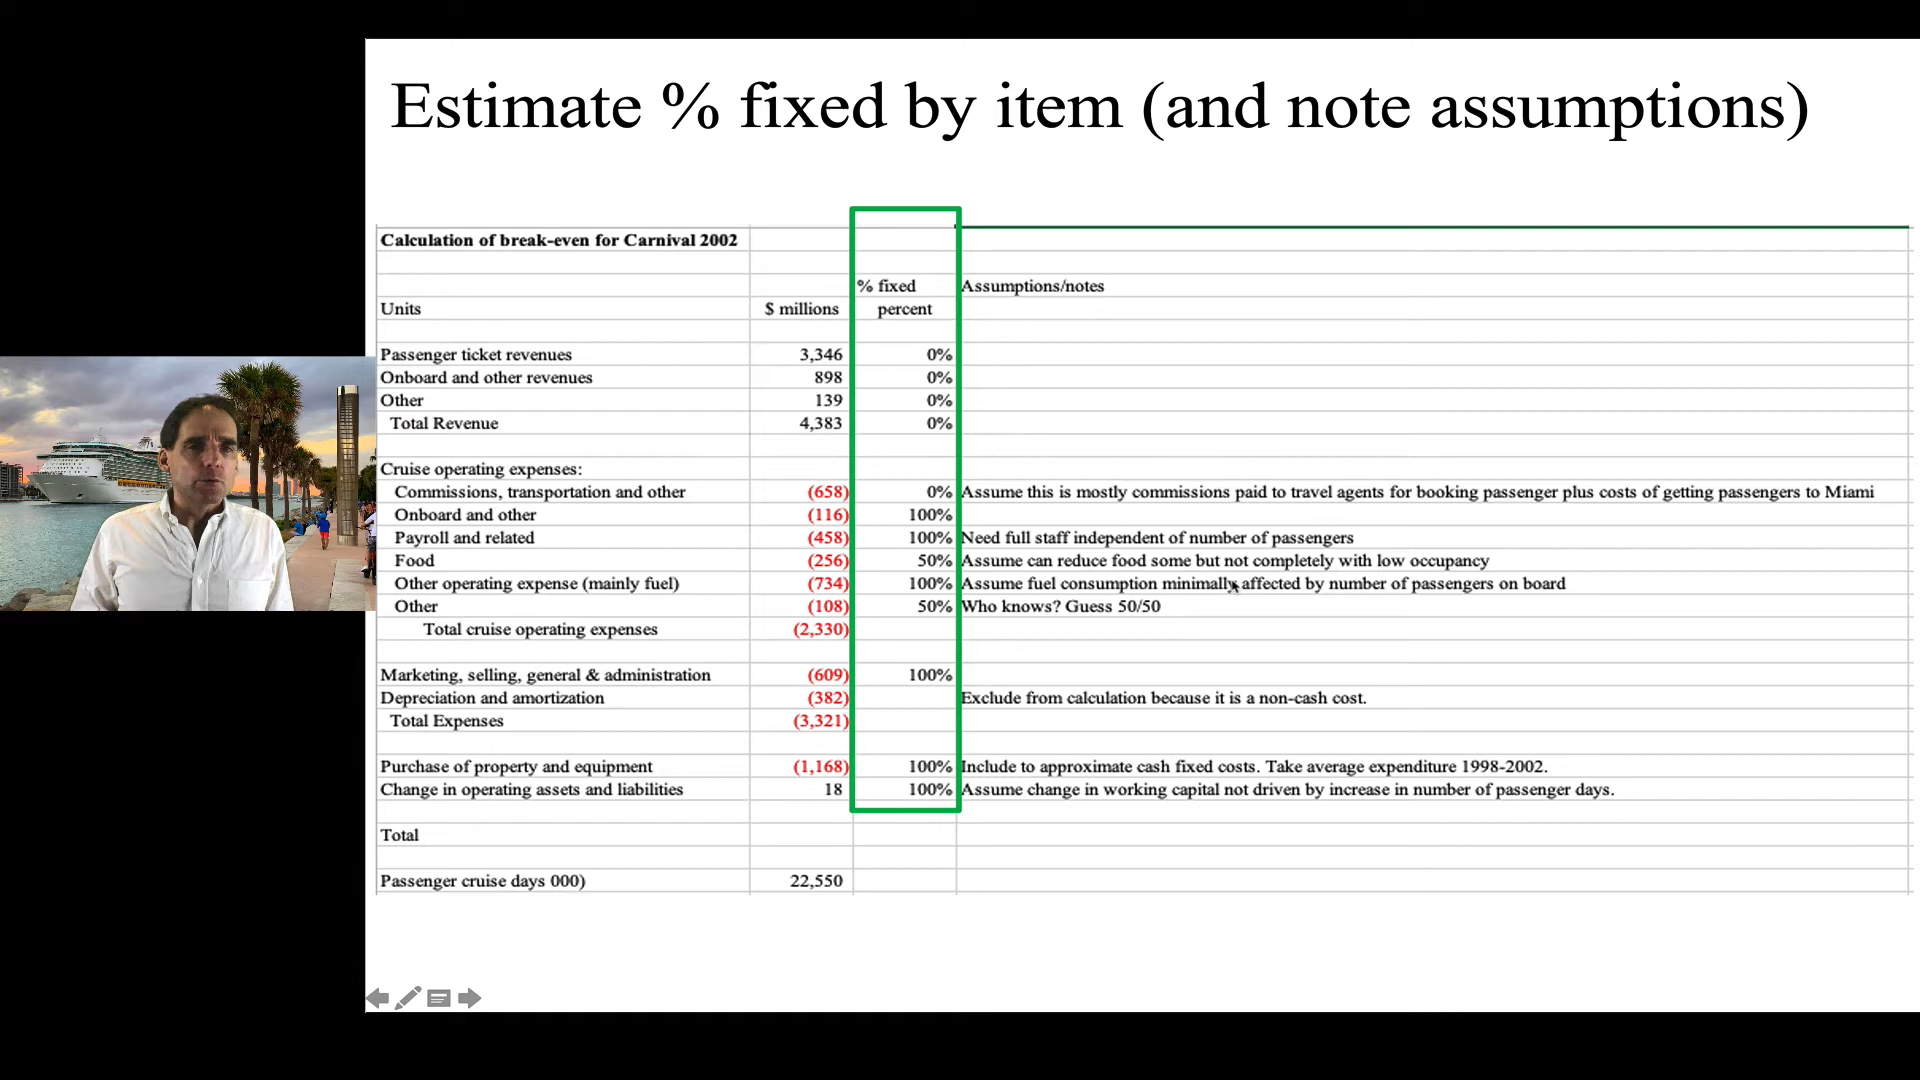 Estimate % fixed by item (and note assumptions)
Calculation of break-even for Carnival 2002
% fixed Assumptions/notes
Units $ millions percent
Passenger ticket revenues 3,346 0%
Onboard and other revenues 898 0%
Other 139 0%
Total Revenue 4,383 0%
Cruise operating expenses:
Commissions, transportation and other (658) 0% Assume this is mostly commissions paid to travel agents for booking passenger plus costs of getting passengers to Miami
Onboard and other (116) 100%
Payroll and related (458) 100% Need full staff independent of number of passengers
Food (256) 50% Assume can reduce food some but not completely with low occupancy
Other operating expense (mainly fuel) (734) 100% Assume fuel consumption minimally affected by number of passengers on board
Other (108) 50% Who knows? Guess 50/50
Total cruise operating expenses (2,330)
Marketing, selling, general & administration (609) 100%
Depreciation and amortization (382) Exclude from calculation because it is a non-cash cost.
Total Expenses (3,321)
Purchase of property and equipment (1,168) 100% Include to approximate cash fixed costs. Take average expenditure 1998-2002.
Change in operating assets and liabilities 18 100% Assume change in working capital not driven by increase in number of passenger days.
Total
Passenger cruise days 000) 22,550